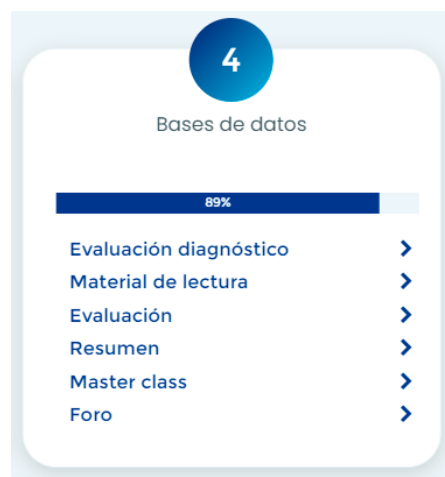 4
Bases de datos
89%
Evaluación diagnóstico
Material de lectura
Evaluación
Resumen
Master class
Foro